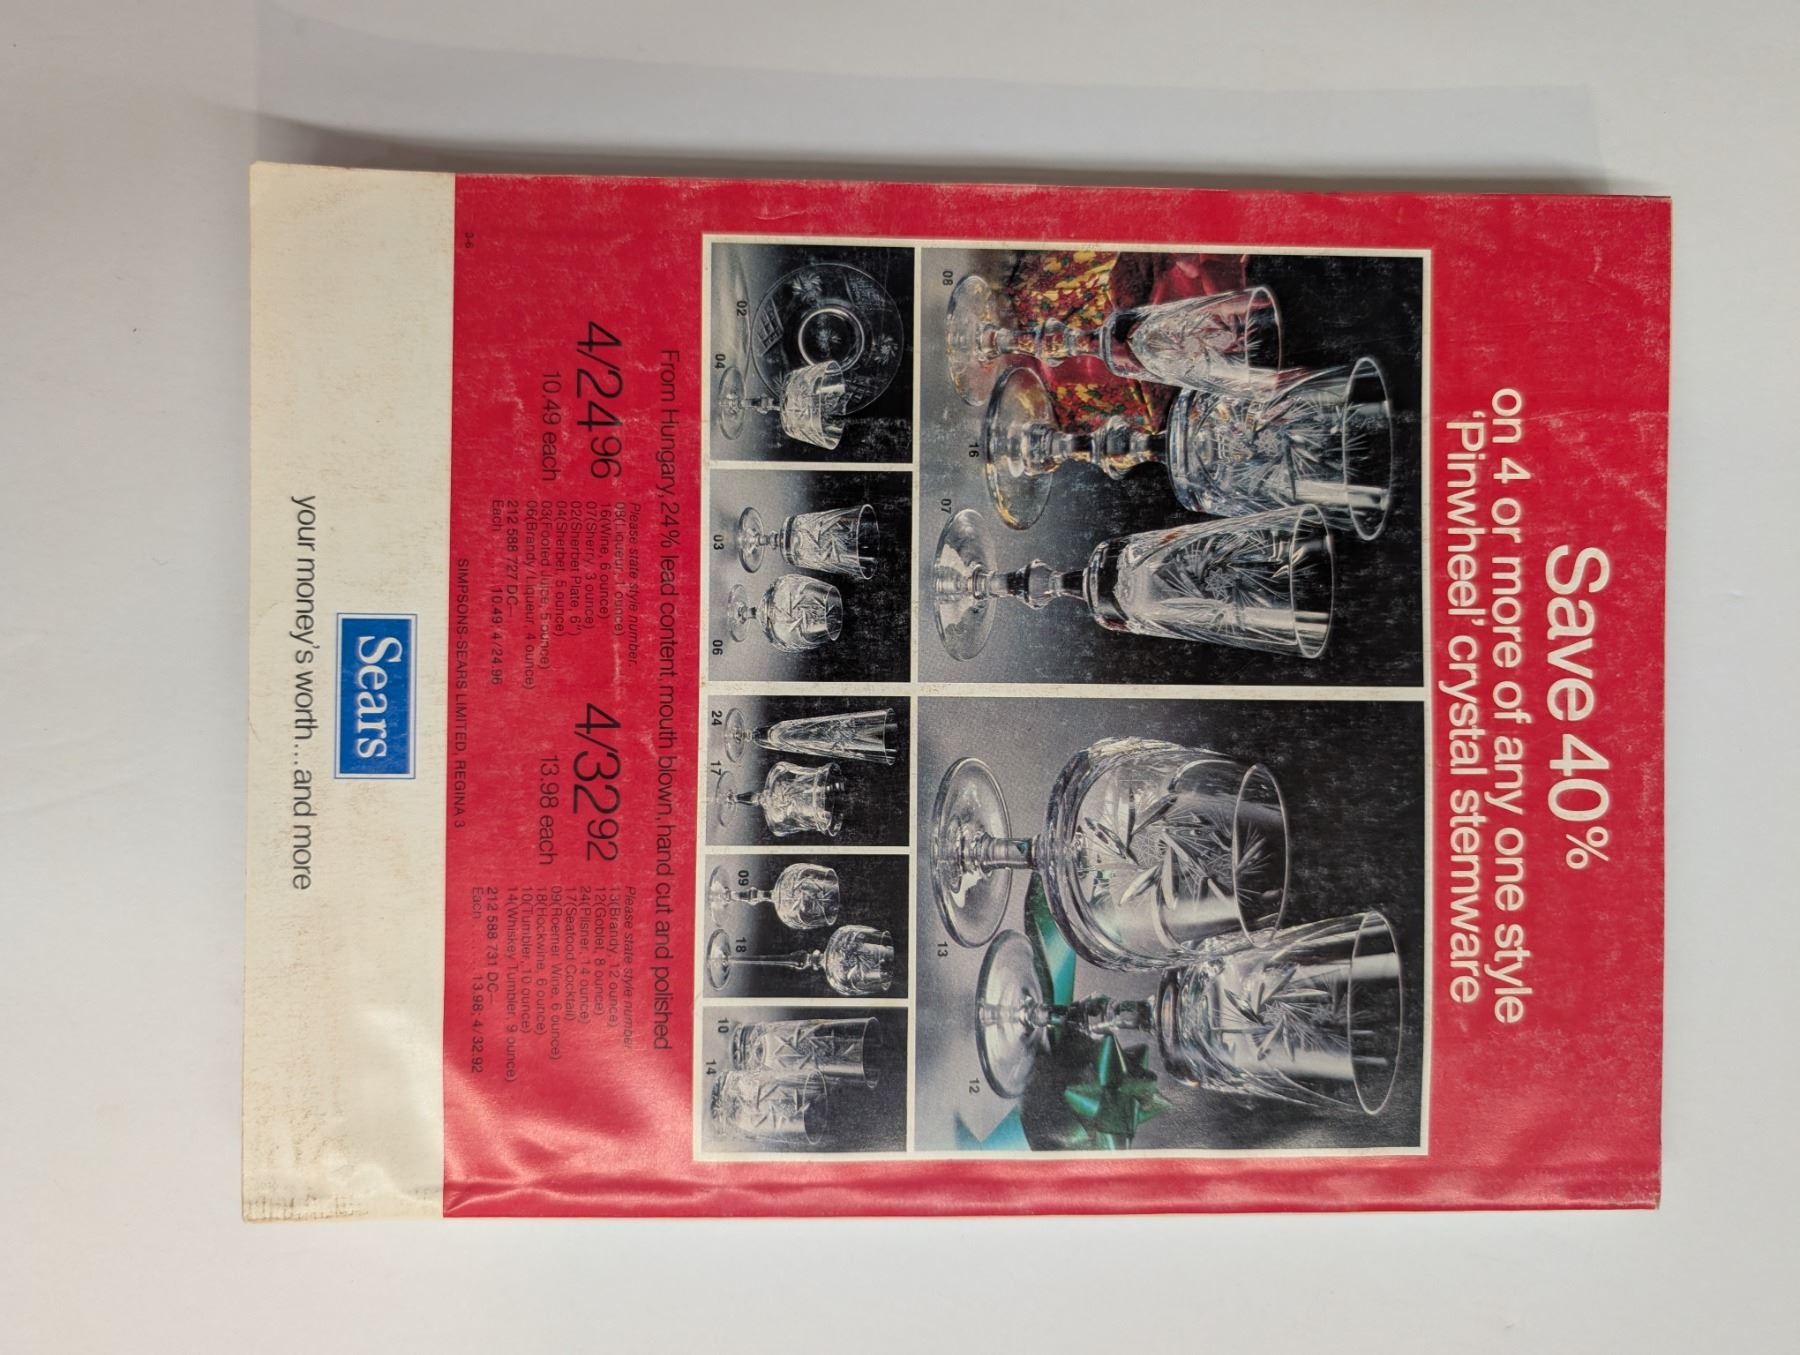 Save 40%
on 4 or more of any one style
'Pinwheel' crystal stemware
08
16
07
13
12
02
04
03
06
24
17
09
18
10
14
From Hungary, 24% lead content, mouth blown, hand cut and polished
4/24.96
10.49 each
Please state style number.
08(Liqueur, 1 ounce)
16(Wine, 6 ounce)
07(Sherry, 3 ounce)
02(Sherbet Plate, 6")
04(Sherbet, 5 ounce)
03(Footed Juice, 5 ounce)
06(Brandy/Liqueur, 4 ounce)
212 588 727 DC—
Each . . . . 10.49; 4/24.96
4/32.92
13.98 each
Please state style number
13(Brandy, 12 ounce)
12(Goblet, 8 ounce)
24(Pilsner, 14 ounce)
17(Seafood Cocktail)
09(Roemer Wine, 6 ounce)
18(Hockwine, 6 ounce)
10(Tumbler, 10 ounce)
14(Whiskey Tumbler, 9 ounce)
212 588 731 DC—
Each . . . . 13.98; 4/32.92
3-6
SIMPSONS-SEARS LIMITED, REGINA 3
Sears
your money's worth...and more